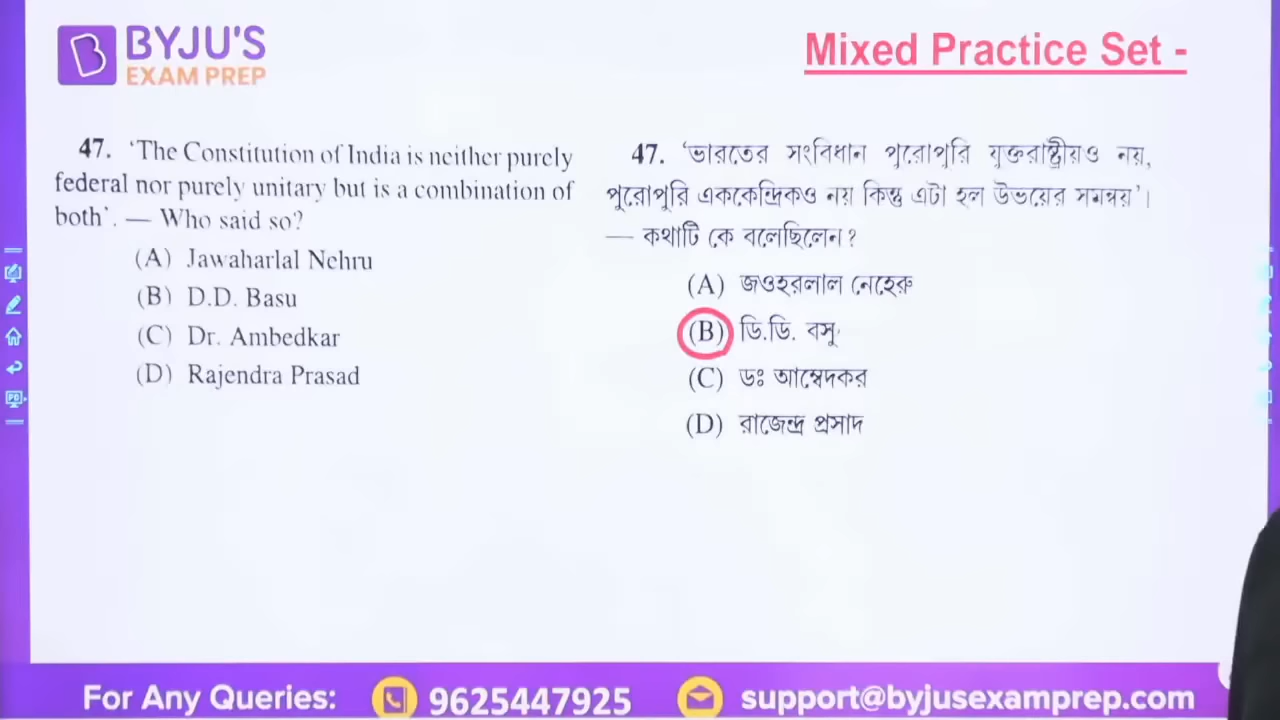 BYJU'S
EXAM PREP
Mixed Practice Set -
47. 'The Constitution of India is neither purely
federal nor purely unitary but is a combination of
both'. — Who said so?
(A) Jawaharlal Nehru
(B) D.D. Basu
(C) Dr. Ambedkar
(D) Rajendra Prasad
47. 'ভারতের সংবিধান পুরোপুরি যুক্তরাষ্ট্রীয়ও নয়,
পুরোপুরি এককেন্দ্রিকও নয় কিন্তু এটা হল উভয়ের সমন্বয়'।
— কথাটি কে বলেছিলেন?
(A) জওহরলাল নেহেরু
(B) ডি.ডি. বসু
(C) ডঃ আম্বেদকর
(D) রাজেন্দ্র প্রসাদ
For Any Queries: 9625447925 support@byjusexamprep.com